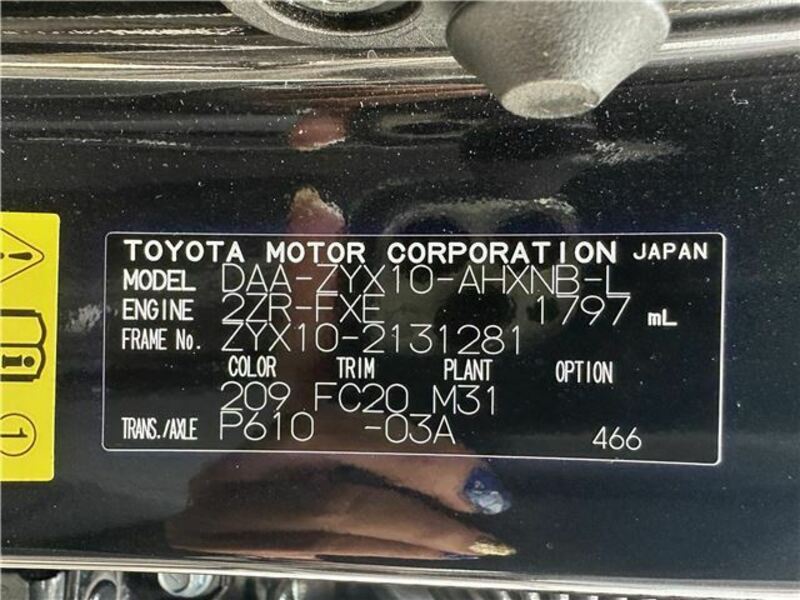 TOYOTA MOTOR CORPORATION JAPAN
MODEL DAA-ZYX10-AHXNB-L
ENGINE 2ZR-FXE 1797 mL
FRAME No. ZYX10-2131281
COLOR TRIM PLANT OPTION
209 FC20 M31
TRANS./AXLE P610 -03A 466
1